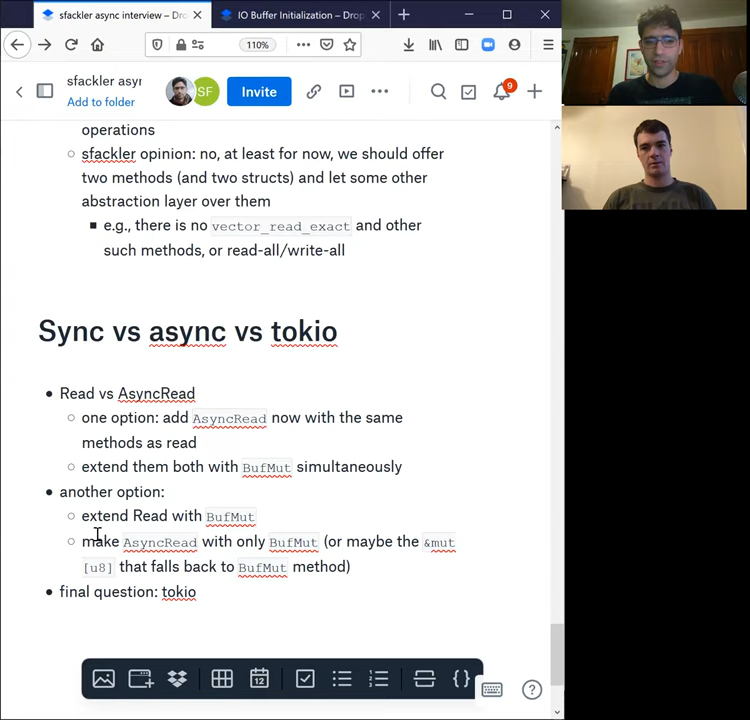 sfackler async interview – Dro
IO Buffer Initialization – Drop
110%
sfackler asyn
Add to folder
SF
Invite
9
operations
sfackler opinion: no, at least for now, we should offer
two methods (and two structs) and let some other
abstraction layer over them
e.g., there is no vector_read_exact and other
such methods, or read-all/write-all
Sync vs async vs tokio
Read vs AsyncRead
one option: add AsyncRead now with the same
methods as read
extend them both with BufMut simultaneously
another option:
extend Read with BufMut
make AsyncRead with only BufMut (or maybe the &mut
[u8] that falls back to BufMut method)
final question: tokio
12